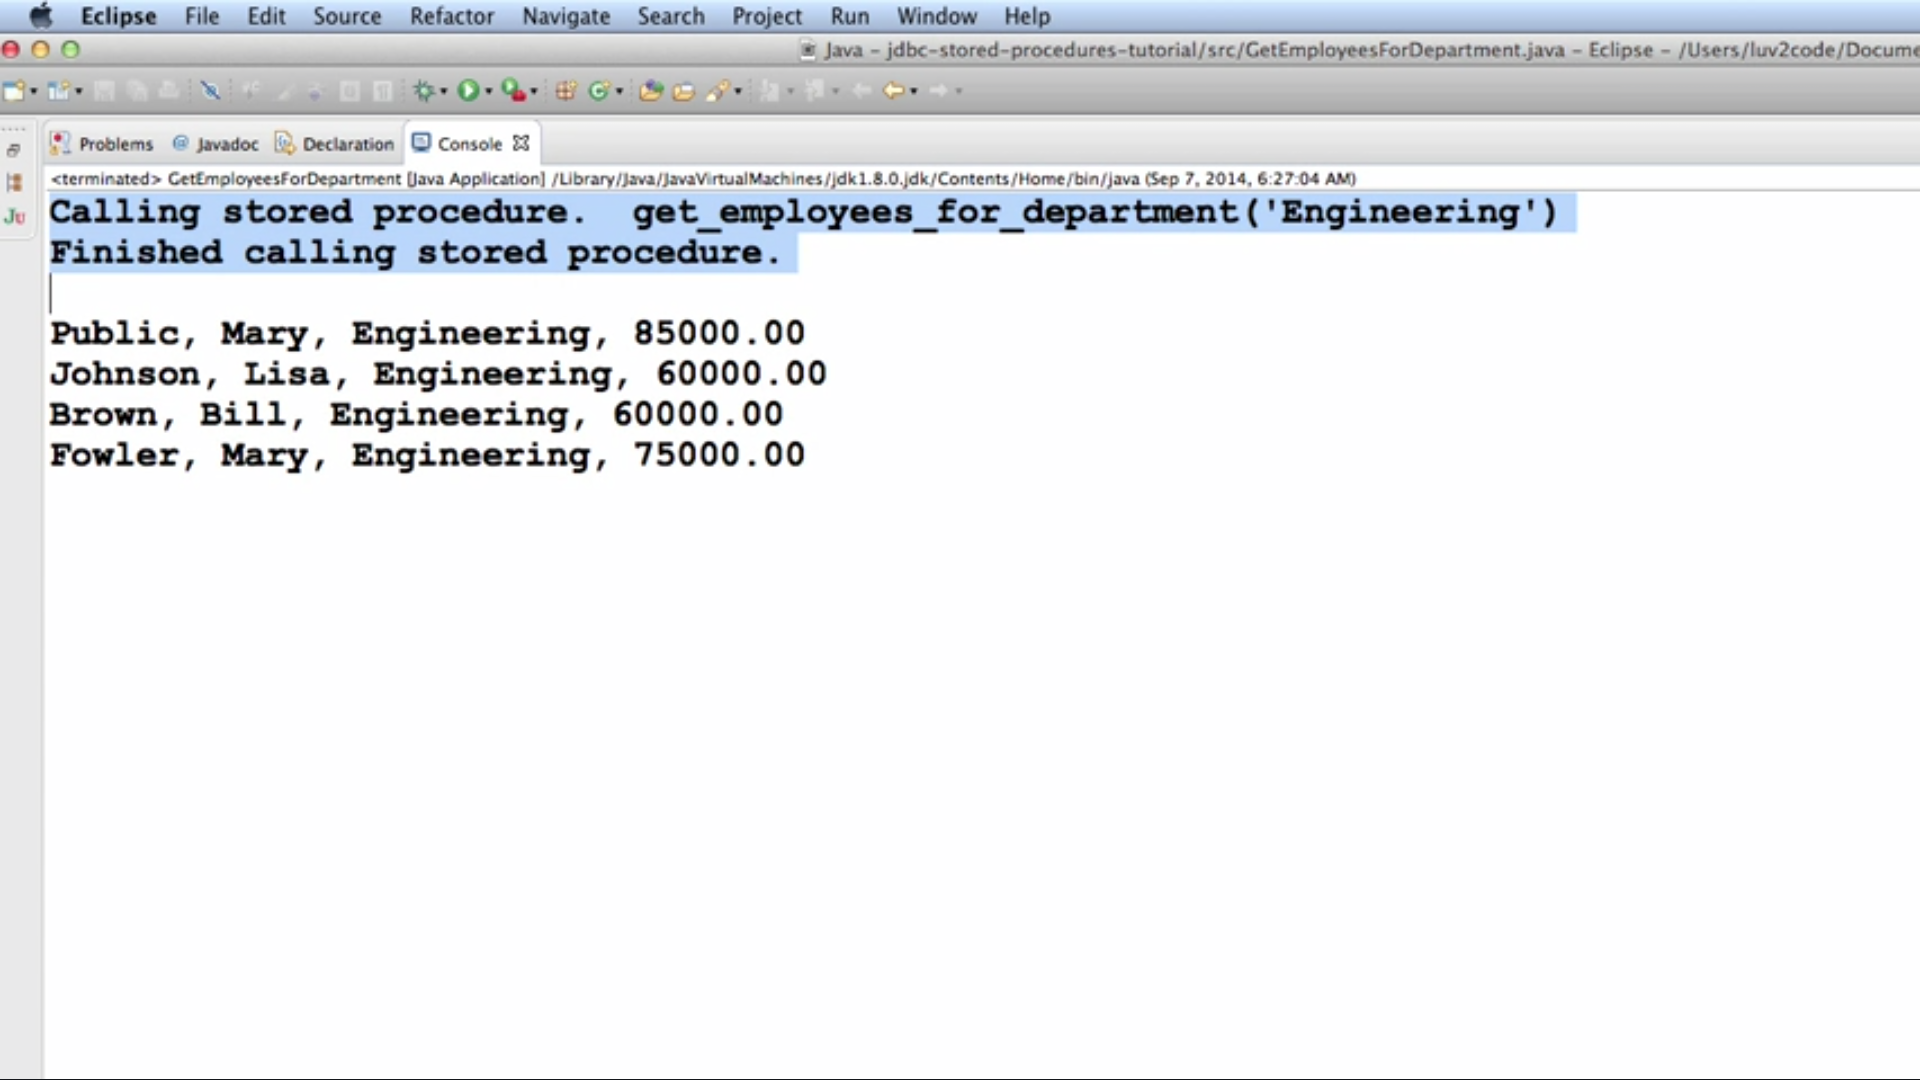 Eclipse File Edit Source Refactor Navigate Search Project Run Window Help
Java – jdbc-stored-procedures-tutorial/src/GetEmployeesForDepartment.java – Eclipse – /Users/luv2code/Docume
Problems @ Javadoc Declaration Console
<terminated> GetEmployeesForDepartment [Java Application] /Library/Java/JavaVirtualMachines/jdk1.8.0.jdk/Contents/Home/bin/java (Sep 7, 2014, 6:27:04 AM)
Ju
Calling stored procedure.  get_employees_for_department('Engineering')
Finished calling stored procedure.
Public, Mary, Engineering, 85000.00
Johnson, Lisa, Engineering, 60000.00
Brown, Bill, Engineering, 60000.00
Fowler, Mary, Engineering, 75000.00